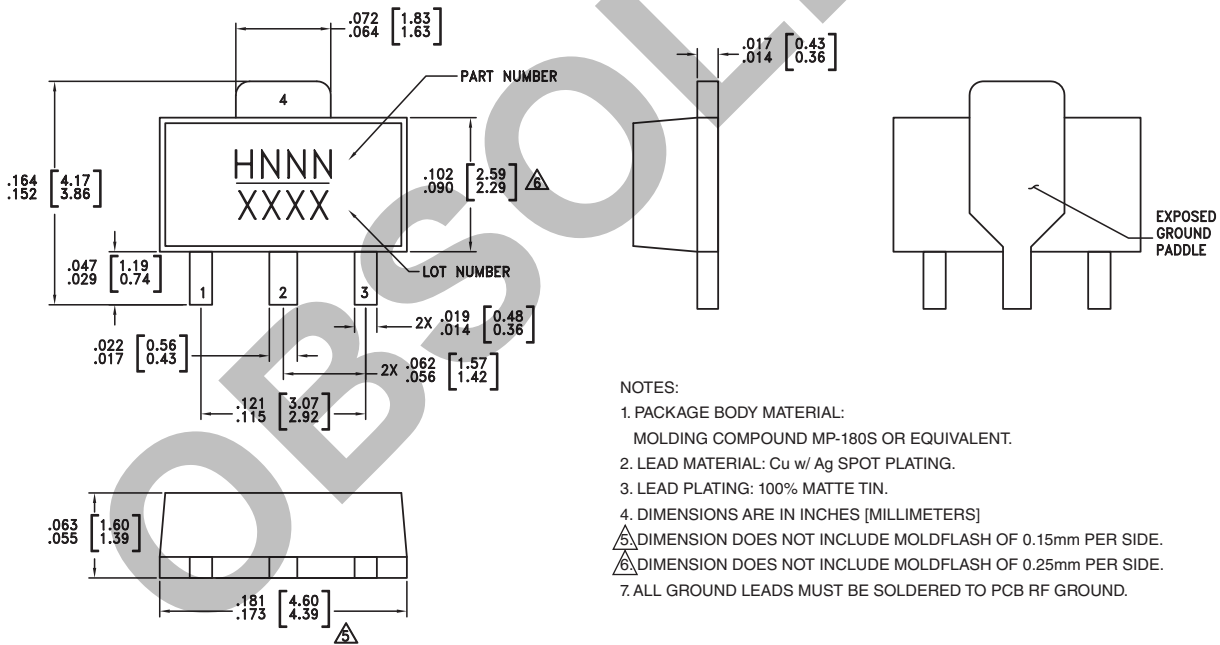 .072 [1.83]
.064 [1.63]
.017 [0.43]
.014 [0.36]
PART NUMBER
4
HNNN
XXXX
.164 [4.17]
.152 [3.86]
.102 [2.59]
.090 [2.29] 6
EXPOSED
GROUND
PADDLE
.047 [1.19]
.029 [0.74]
LOT NUMBER
1 2 3
2X .019 [0.48]
.014 [0.36]
.022 [0.56]
.017 [0.43]
2X .062 [1.57]
.056 [1.42]
.121 [3.07]
.115 [2.92]
.063 [1.60]
.055 [1.39]
.181 [4.60]
.173 [4.39]
5
NOTES:
1. PACKAGE BODY MATERIAL:
MOLDING COMPOUND MP-180S OR EQUIVALENT.
2. LEAD MATERIAL: Cu w/ Ag SPOT PLATING.
3. LEAD PLATING: 100% MATTE TIN.
4. DIMENSIONS ARE IN INCHES [MILLIMETERS]
5. DIMENSION DOES NOT INCLUDE MOLDFLASH OF 0.15mm PER SIDE.
6. DIMENSION DOES NOT INCLUDE MOLDFLASH OF 0.25mm PER SIDE.
7. ALL GROUND LEADS MUST BE SOLDERED TO PCB RF GROUND.
OBSOL